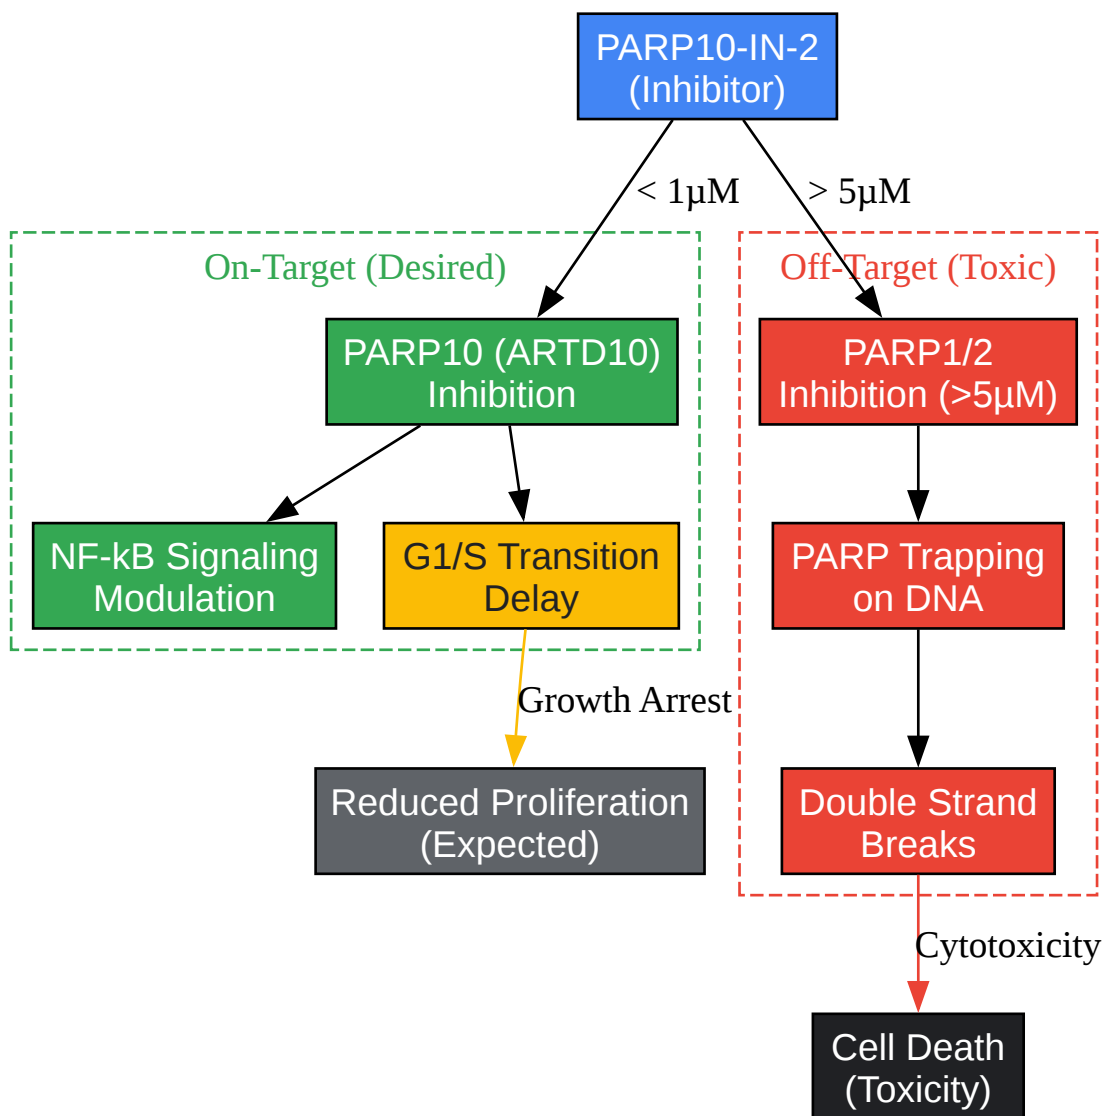 PARP10-IN-2
(Inhibitor)
< 1µM
> 5µM
On-Target (Desired)
Off-Target (Toxic)
PARP10 (ARTD10)
Inhibition
PARP1/2
Inhibition (>5µM)
NF-kB Signaling
Modulation
G1/S Transition
Delay
PARP Trapping
on DNA
Growth Arrest
Reduced Proliferation
(Expected)
Double Strand
Breaks
Cytotoxicity
Cell Death
(Toxicity)